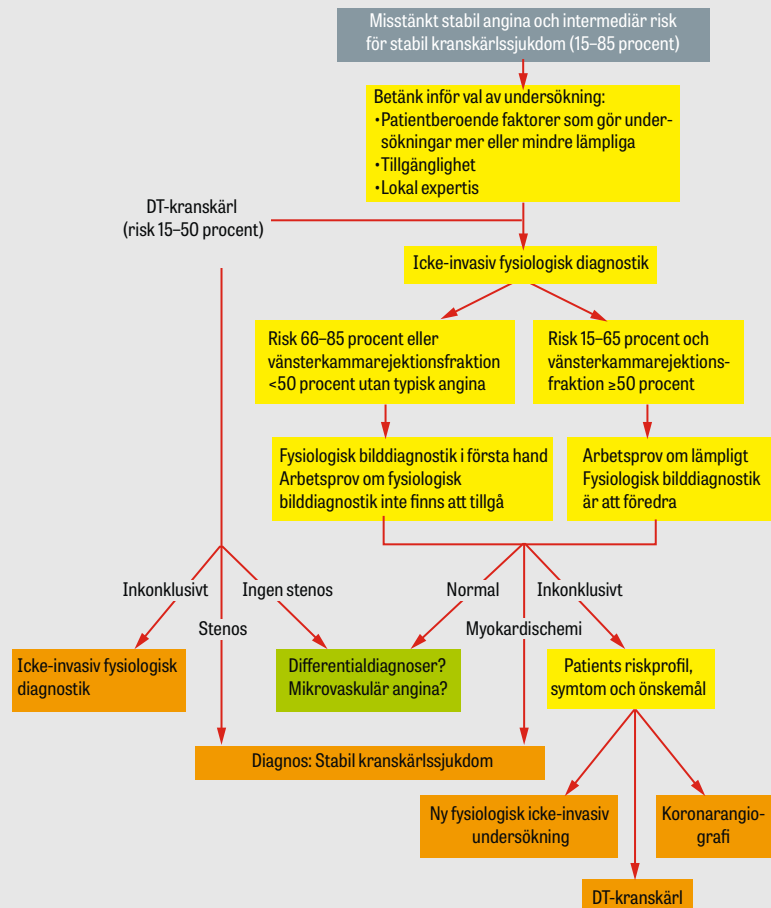 Misstänkt stabil angina och intermediär risk
för stabil kranskärlssjukdom (15–85 procent)
Betänk inför val av undersökning:
•Patientberoende faktorer som gör under-
sökningar mer eller mindre lämpliga
•Tillgänglighet
•Lokal expertis
DT-kranskärl
(risk 15–50 procent)
Icke-invasiv fysiologisk diagnostik
Risk 66–85 procent eller
vänsterkammarejektionsfraktion
<50 procent utan typisk angina
Risk 15–65 procent och
vänsterkammarejektions-
fraktion ≥50 procent
Fysiologisk bilddiagnostik i första hand
Arbetsprov om fysiologisk
bilddiagnostik inte finns att tillgå
Arbetsprov om lämpligt
Fysiologisk bilddiagnostik
är att föredra
Inkonklusivt
Ingen stenos
Stenos
Normal
Inkonklusivt
Myokardischemi
Icke-invasiv fysiologisk
diagnostik
Differentialdiagnoser?
Mikrovaskulär angina?
Patients riskprofil,
symtom och önskemål
Diagnos: Stabil kranskärlssjukdom
Ny fysiologisk icke-invasiv
undersökning
Koronarangio-
grafi
DT-kranskärl